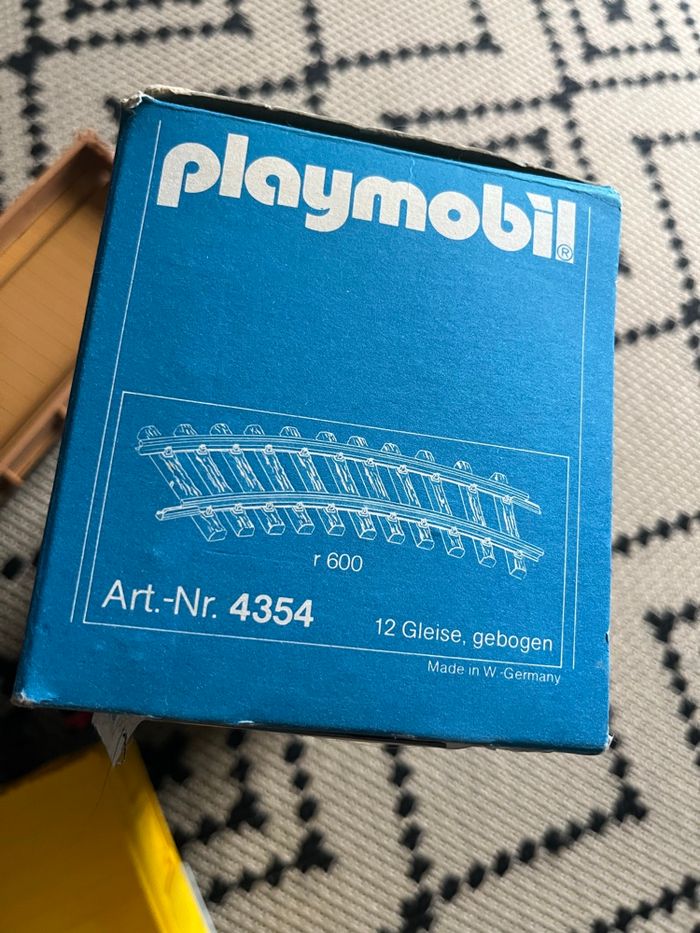 playmobil®
r 600
Art.-Nr. 4354
12 Gleise, gebogen
Made in W.-Germany